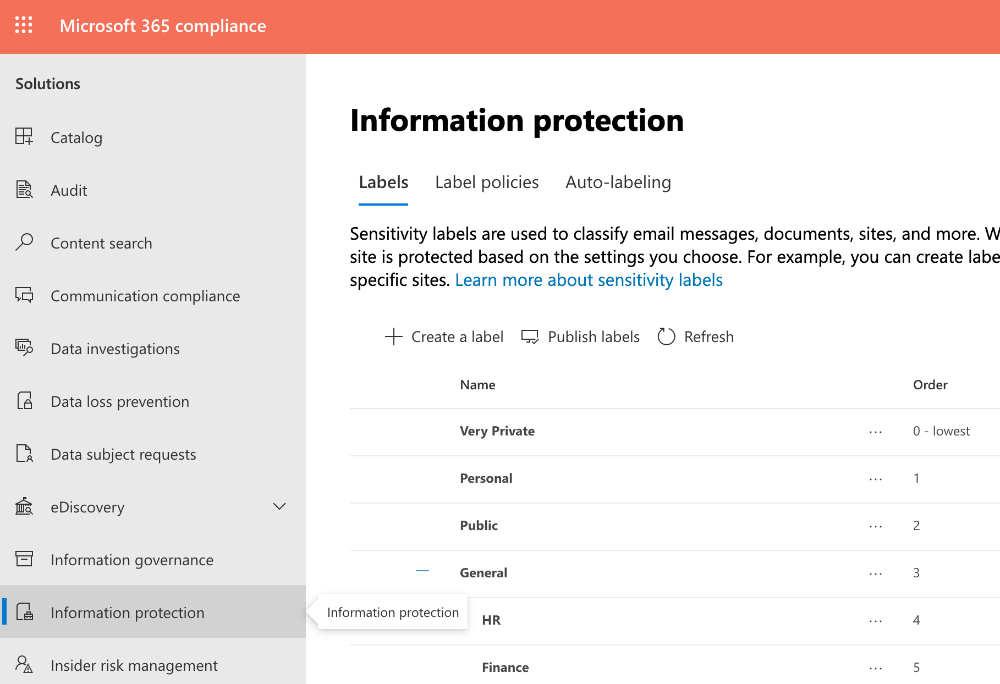 Microsoft 365 compliance
Solutions
Catalog
Audit
Content search
Communication compliance
Data investigations
Data loss prevention
Data subject requests
eDiscovery
Information governance
Information protection
Insider risk management
Information protection
Labels Label policies Auto-labeling
Sensitivity labels are used to classify email messages, documents, sites, and more. W
site is protected based on the settings you choose. For example, you can create labe
specific sites. Learn more about sensitivity labels
Create a label Publish labels Refresh
Name Order
Very Private ... 0 - lowest
Personal ... 1
Public ... 2
General ... 3
Information protection
HR ... 4
Finance ... 5